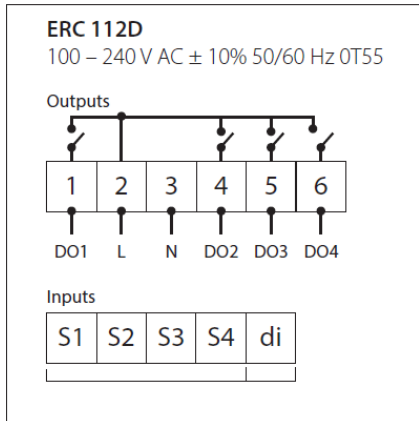 ERC 112D
100 – 240 V AC ± 10% 50/60 Hz 0T55
Outputs
1 2 3 4 5 6
DO1 L N DO2 DO3 DO4
Inputs
S1 S2 S3 S4 di